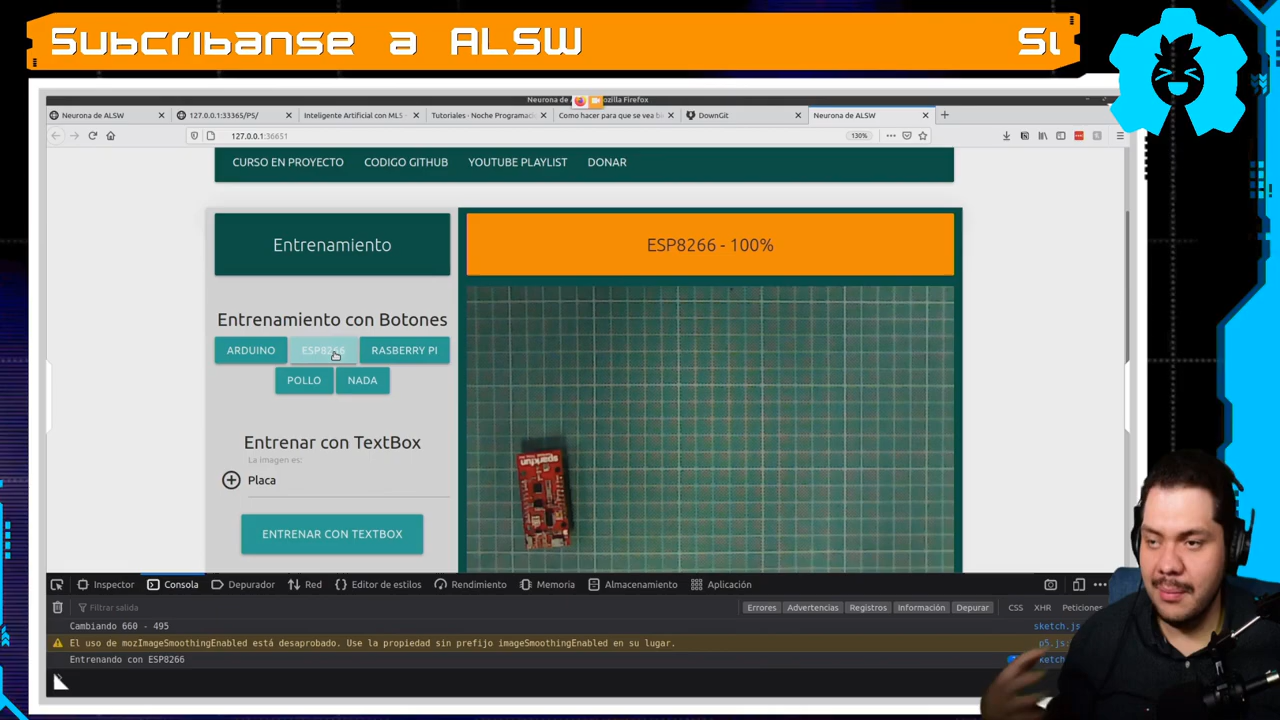 Subcribanse a ALSW
Neurona de ALSW
127.0.0.1:33365/P5/
Inteligente Artificial con ML5
Tutoriales · Noche Programa
Como hacer para que se vea b
DownGit
Neurona de ALSW
127.0.0.1:36651
130%
CURSO EN PROYECTO
CODIGO GITHUB
YOUTUBE PLAYLIST
DONAR
Entrenamiento
ESP8266 - 100%
Entrenamiento con Botones
ARDUINO
ESP8266
RASBERRY PI
POLLO
NADA
sparkfun
Entrenar con TextBox
La imagen es:
Placa
ENTRENAR CON TEXTBOX
Inspector
Consola
Depurador
Red
Editor de estilos
Rendimiento
Memoria
Almacenamiento
Aplicación
Filtrar salida
Errores
Advertencias
Registros
Información
Depurar
CSS
XHR
Peticiones
Cambiando 660 - 495
sketch.js
El uso de mozImageSmoothingEnabled está desaprobado. Use la propiedad sin prefijo imageSmoothingEnabled en su lugar.
p5.js:
Entrenando con ESP8266